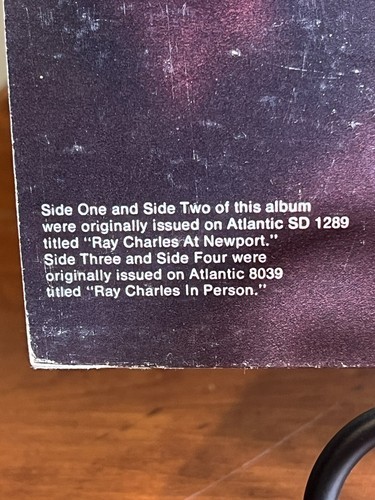 Side One and Side Two of this album
were originally issued on Atlantic SD 1289
titled "Ray Charles At Newport."
Side Three and Side Four were
originally issued on Atlantic 8039
titled "Ray Charles In Person."